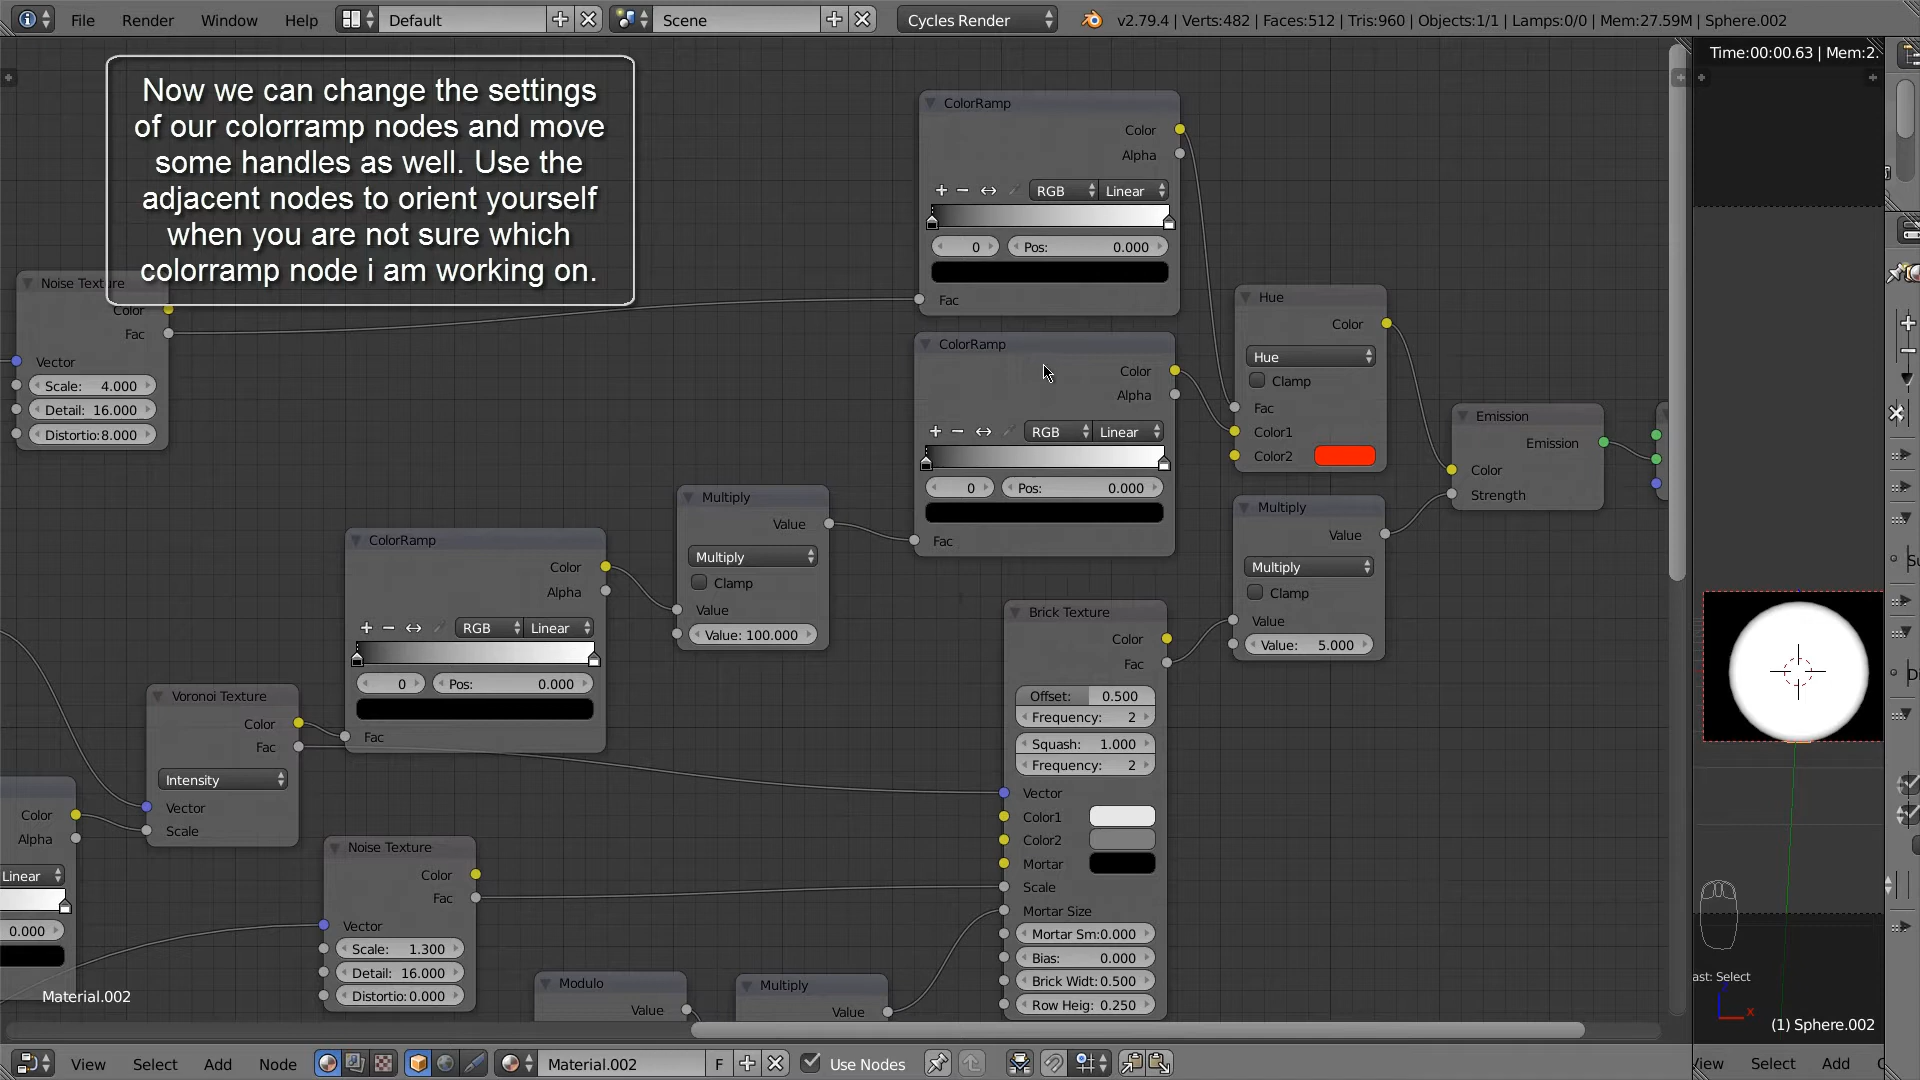 File Render Window Help Default Scene Cycles Render v2.79.4 | Verts:482 | Faces:512 | Tris:960 | Objects:1/1 | Lamps:0/0 | Mem:27.59M | Sphere.002
Time:00:00.63 | Mem:2.
Now we can change the settings
of our colorramp nodes and move
some handles as well. Use the
adjacent nodes to orient yourself
when you are not sure which
colorramp node i am working on.
ColorRamp
Color
Alpha
RGB Linear
0 Pos: 0.000
Fac
Noise Texture
Color
Fac
Vector
Scale: 4.000
Detail: 16.000
Distortio: 8.000
ColorRamp
Color
Alpha
RGB Linear
0 Pos: 0.000
Fac
Hue
Color
Hue
Clamp
Fac
Color1
Color2
Emission
Emission
Color
Strength
Multiply
Value
Multiply
Clamp
Value
Value: 100.000
Multiply
Value
Multiply
Clamp
Value
Value: 5.000
ColorRamp
Color
Alpha
RGB Linear
0 Pos: 0.000
Fac
Brick Texture
Color
Fac
Offset: 0.500
Frequency: 2
Squash: 1.000
Frequency: 2
Vector
Color1
Color2
Mortar
Scale
Mortar Size
Mortar Sm:0.000
Bias: 0.000
Brick Widt: 0.500
Row Heig: 0.250
Voronoi Texture
Color
Fac
Intensity
Vector
Scale
Color
Alpha
Linear
0.000
Noise Texture
Color
Fac
Vector
Scale: 1.300
Detail: 16.000
Distortio: 0.000
Modulo
Value
Multiply
Value
Material.002
ast: Select
x
(1) Sphere.002
View Select Add Node Material.002 F Use Nodes
View Select Add